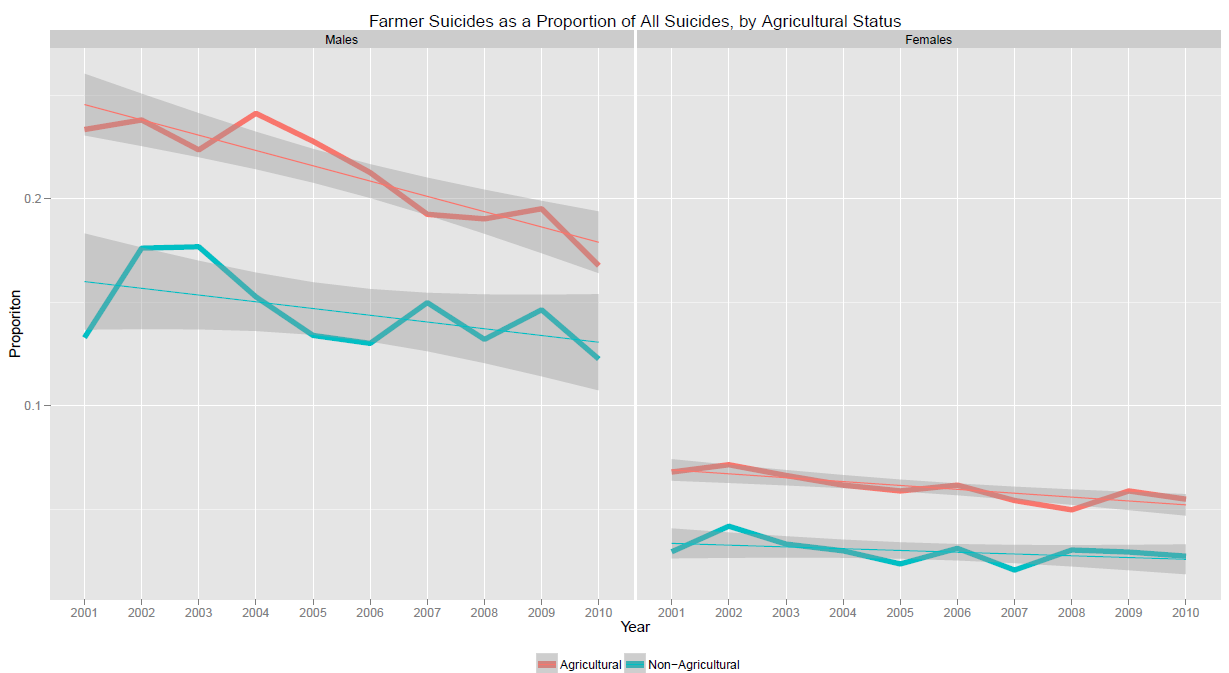 Farmer Suicides as a Proportion of All Suicides, by Agricultural Status
Males
Females
0.2
0.1
Proportion
2001 2002 2003 2004 2005 2006 2007 2008 2009 2010
2001 2002 2003 2004 2005 2006 2007 2008 2009 2010
Year
Agricultural Non−Agricultural